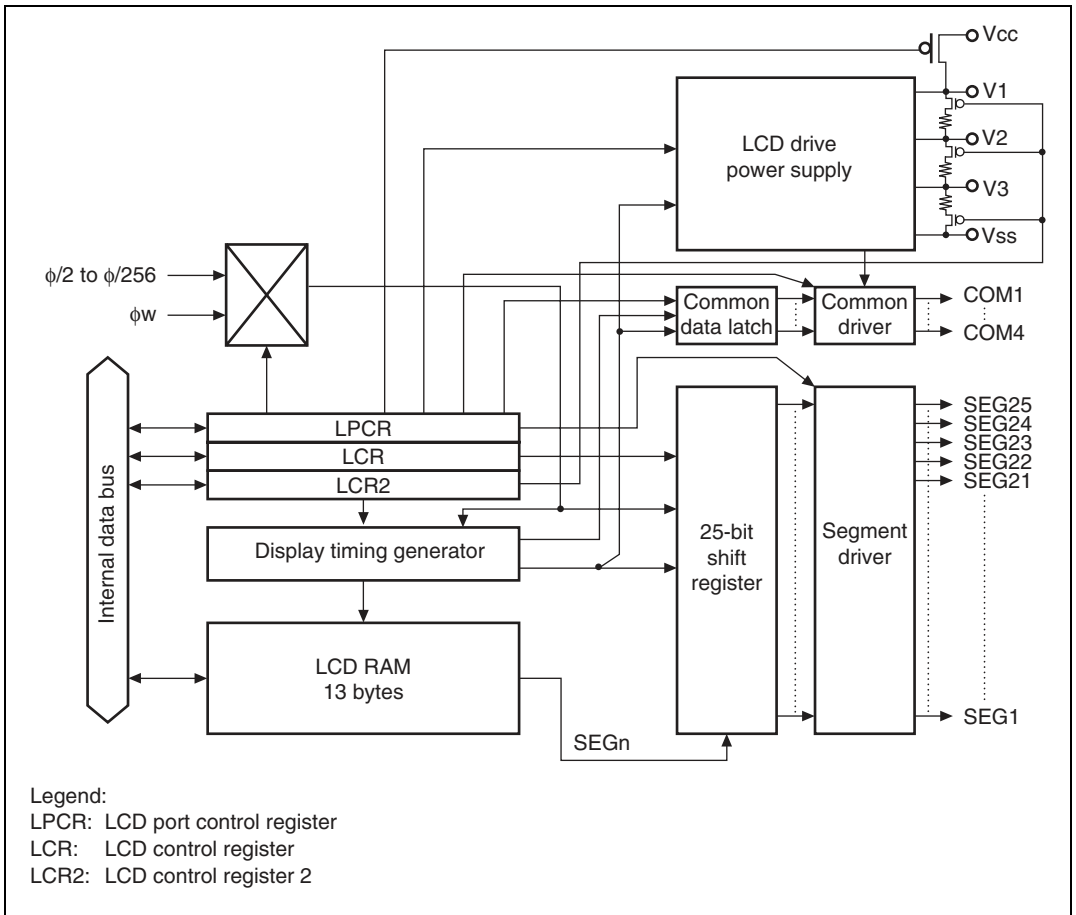 Vcc
V1
LCD drive
power supply
V2
V3
Vss
ϕ/2 to ϕ/256
ϕw
Common
data latch
Common
driver
COM1
COM4
Internal data bus
LPCR
LCR
LCR2
Display timing generator
LCD RAM
13 bytes
SEGn
25-bit
shift
register
Segment
driver
SEG25
SEG24
SEG23
SEG22
SEG21
SEG1
Legend:
LPCR: LCD port control register
LCR: LCD control register
LCR2: LCD control register 2